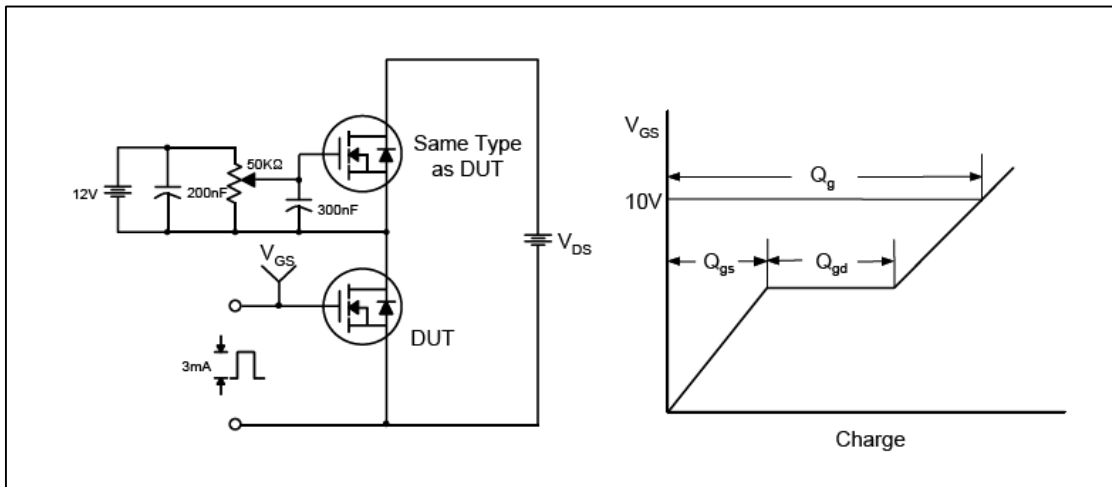 Same Type
as DUT
50KΩ
12V
200nF
300nF
V_GS
V_DS
DUT
3mA
V_GS
10V
Q_g
Q_gs
Q_gd
Charge